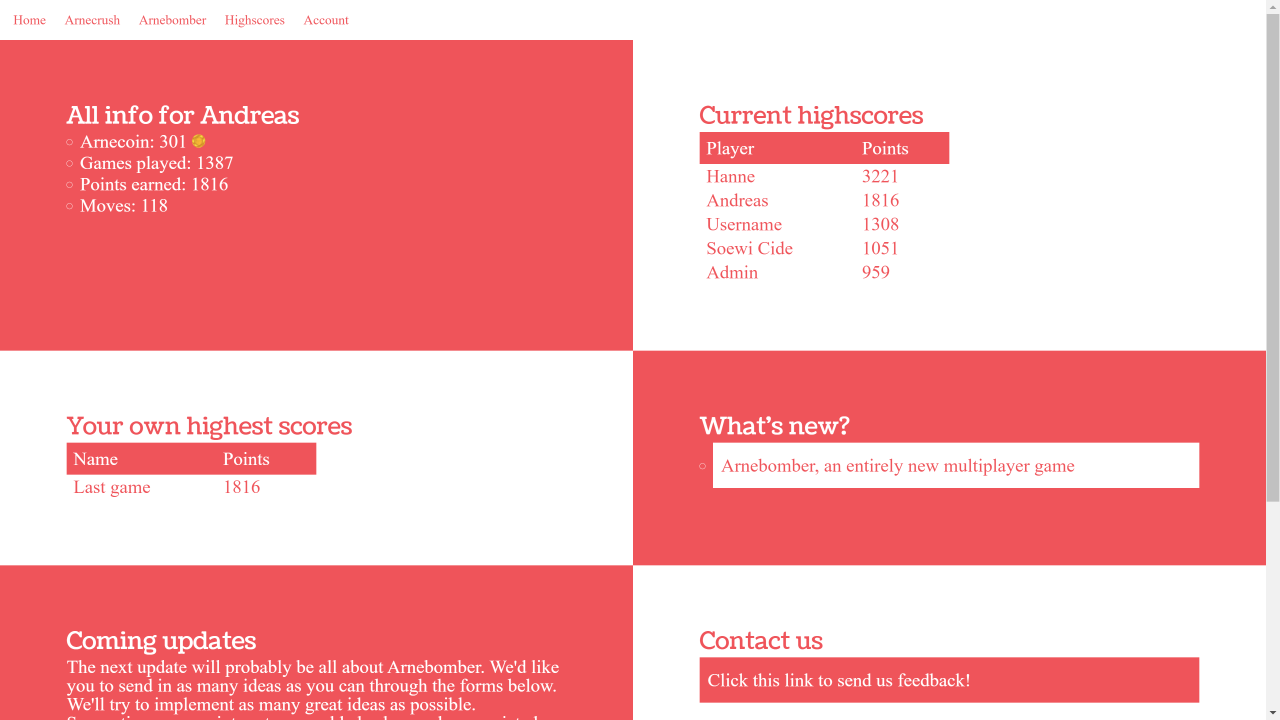 Home Arnecrush Arnebomber Highscores Account
All info for Andreas
Arnecoin: 301
Games played: 1387
Points earned: 1816
Moves: 118
Current highscores
Player Points
Hanne 3221
Andreas 1816
Username 1308
Soewi Cide 1051
Admin 959
Your own highest scores
Name Points
Last game 1816
What's new?
Arnebomber, an entirely new multiplayer game
Coming updates
The next update will probably be all about Arnebomber. We'd like
you to send in as many ideas as you can through the forms below.
We'll try to implement as many great ideas as possible.
Contact us
Click this link to send us feedback!